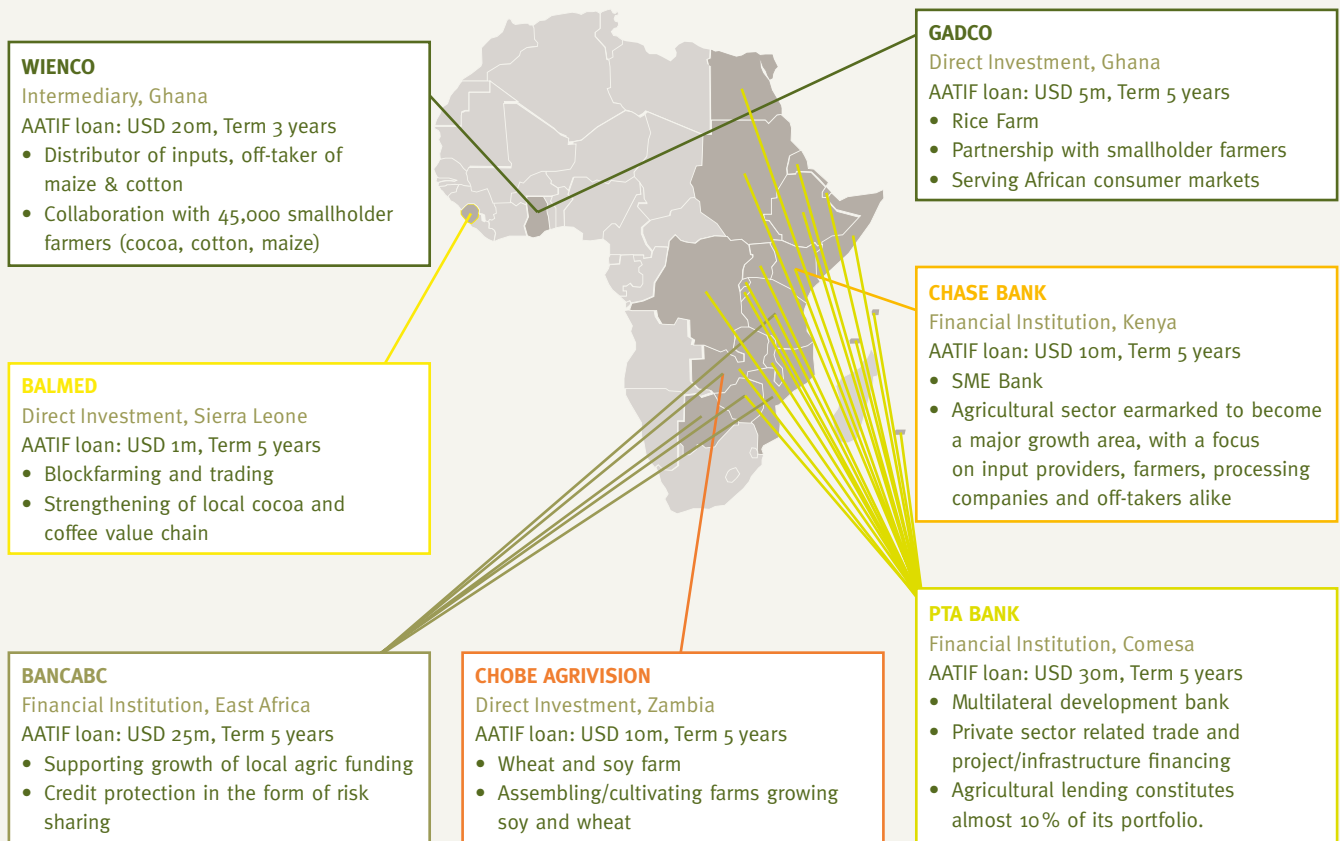 WIENCO
Intermediary, Ghana
AATIF loan: USD 20m, Term 3 years
• Distributor of inputs, off-taker of
maize & cotton
• Collaboration with 45,000 smallholder
farmers (cocoa, cotton, maize)
GADCO
Direct Investment, Ghana
AATIF loan: USD 5m, Term 5 years
• Rice Farm
• Partnership with smallholder farmers
• Serving African consumer markets
BALMED
Direct Investment, Sierra Leone
AATIF loan: USD 1m, Term 5 years
• Blockfarming and trading
• Strengthening of local cocoa and
coffee value chain
CHASE BANK
Financial Institution, Kenya
AATIF loan: USD 10m, Term 5 years
• SME Bank
• Agricultural sector earmarked to become
a major growth area, with a focus
on input providers, farmers, processing
companies and off-takers alike
BANCABC
Financial Institution, East Africa
AATIF loan: USD 25m, Term 5 years
• Supporting growth of local agric funding
• Credit protection in the form of risk
sharing
CHOBE AGRIVISION
Direct Investment, Zambia
AATIF loan: USD 10m, Term 5 years
• Wheat and soy farm
• Assembling/cultivating farms growing
soy and wheat
PTA BANK
Financial Institution, Comesa
AATIF loan: USD 30m, Term 5 years
• Multilateral development bank
• Private sector related trade and
project/infrastructure financing
• Agricultural lending constitutes
almost 10% of its portfolio.